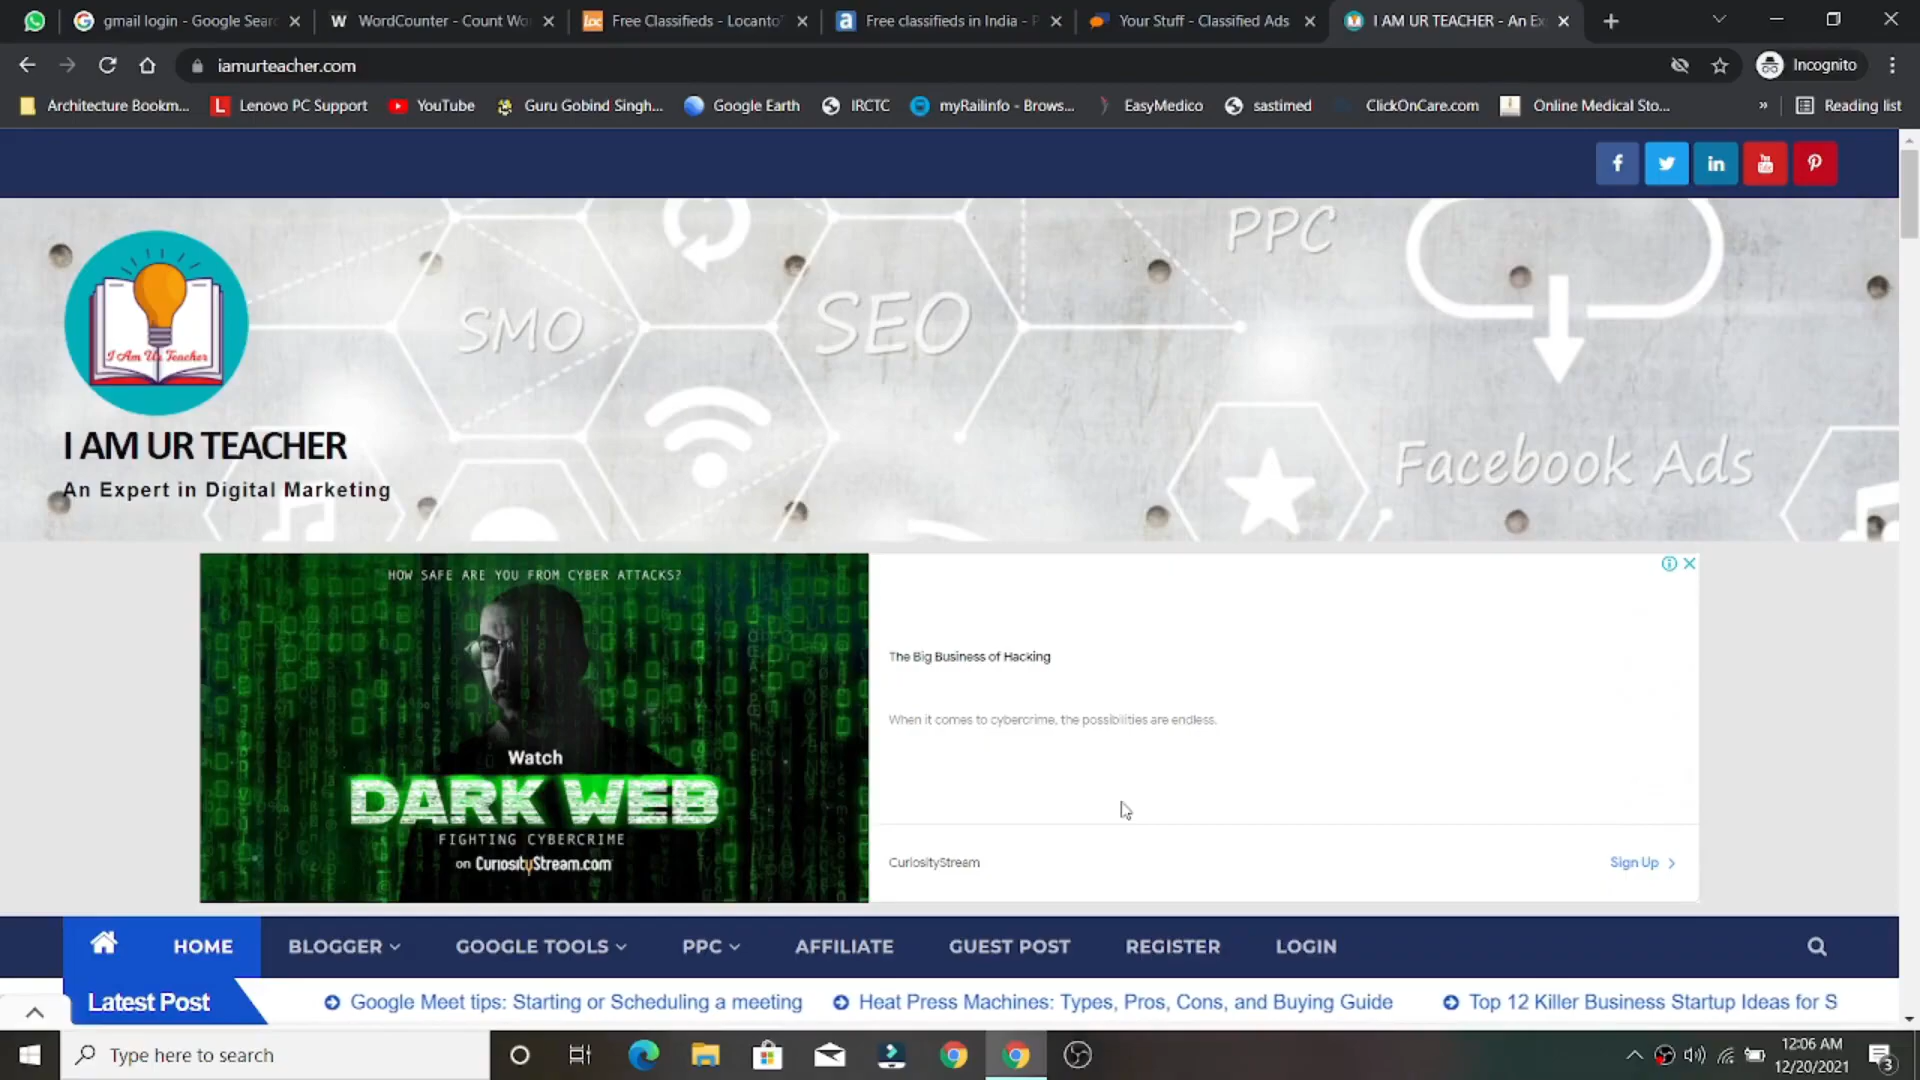 gmail login - Google Sear
WordCounter - Count Wo
Free Classifieds - Locanto
Free classifieds in India - P
Your Stuff - Classified Ads
I AM UR TEACHER - An Ex
iamurteacher.com
Incognito
Architecture Bookm...
Lenovo PC Support
YouTube
Guru Gobind Singh...
Google Earth
IRCTC
myRailinfo - Brows...
EasyMedico
sastimed
ClickOnCare.com
Online Medical Sto...
»
Reading list
PPC
SMO
SEO
Facebook Ads
I Am Ur Teacher
I AM UR TEACHER
An Expert in Digital Marketing
HOW SAFE ARE YOU FROM CYBER ATTACKS?
Watch
DARK WEB
FIGHTING CYBERCRIME
on CuriosityStream.com
The Big Business of Hacking
When it comes to cybercrime, the possibilities are endless.
CuriosityStream
Sign Up
HOME
BLOGGER
GOOGLE TOOLS
PPC
AFFILIATE
GUEST POST
REGISTER
LOGIN
Latest Post
Google Meet tips: Starting or Scheduling a meeting
Heat Press Machines: Types, Pros, Cons, and Buying Guide
Top 12 Killer Business Startup Ideas for S
Type here to search
12:06 AM
12/20/2021
3